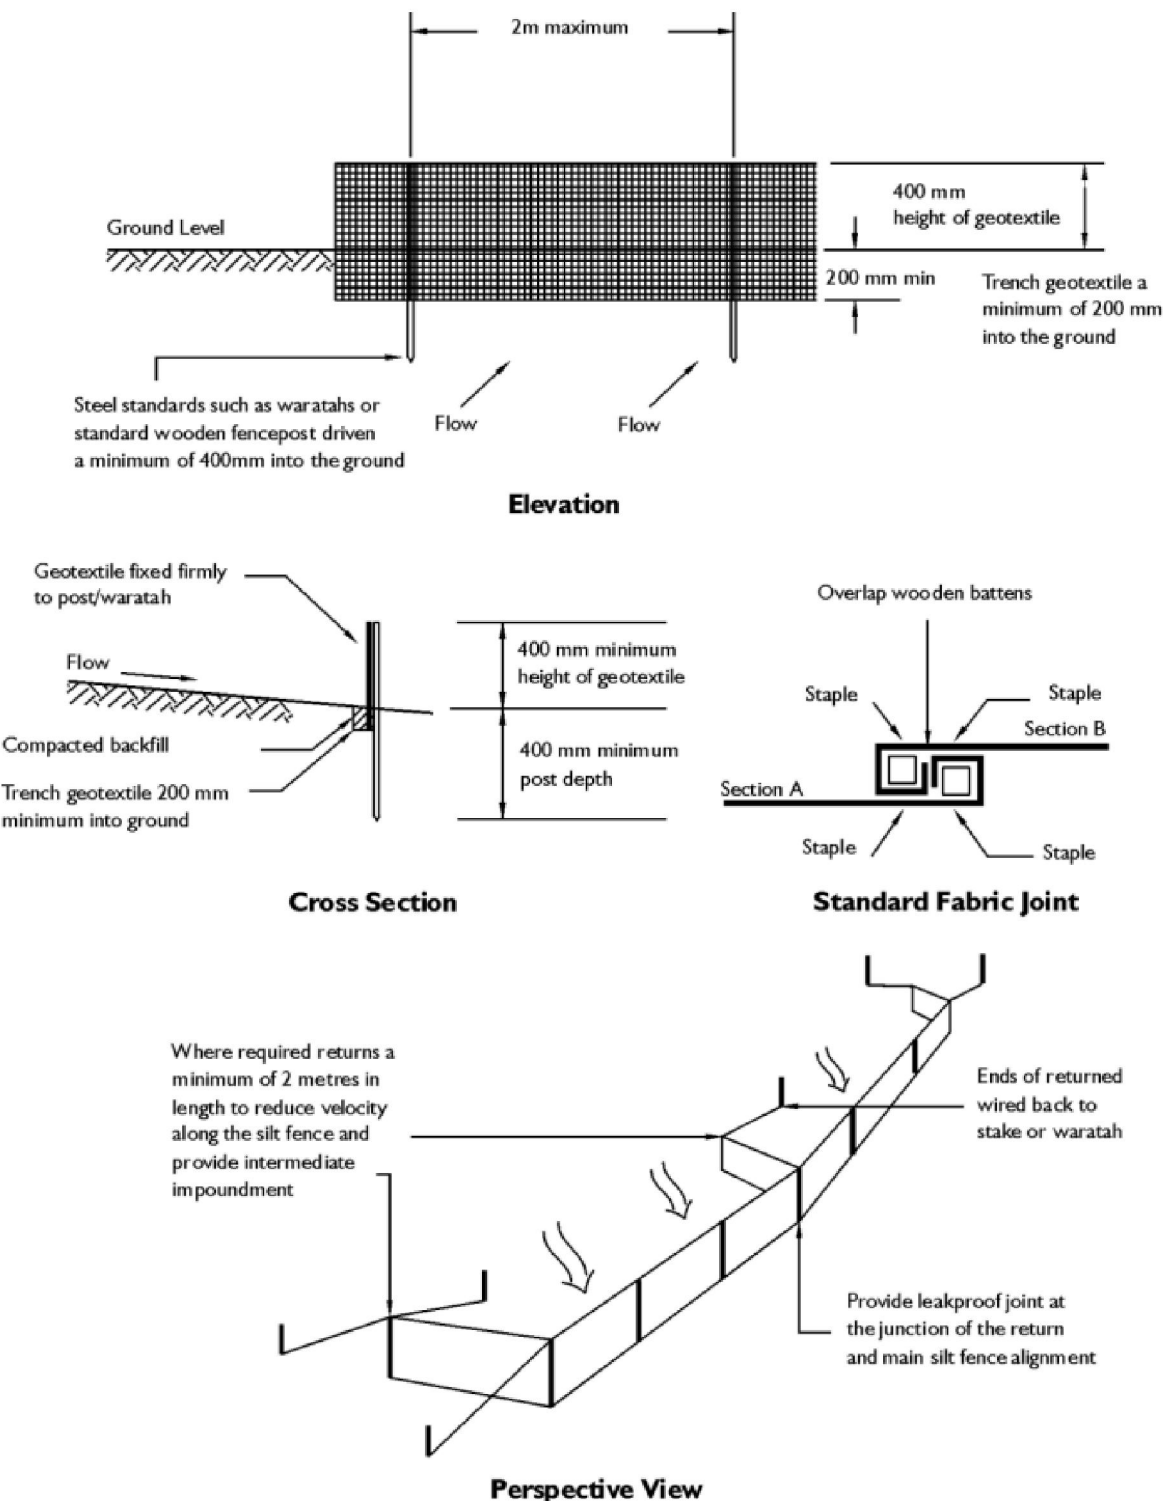 2m maximum
400 mm
height of geotextile
Ground Level
200 mm min
Trench geotextile a
minimum of 200 mm
into the ground
Steel standards such as waratahs or
standard wooden fencepost driven
a minimum of 400mm into the ground
Flow
Flow
Elevation
Geotextile fixed firmly
to post/waratah
Flow
400 mm minimum
height of geotextile
Compacted backfill
400 mm minimum
post depth
Trench geotextile 200 mm
minimum into ground
Cross Section
Overlap wooden battens
Staple
Staple
Section B
Section A
Staple
Staple
Standard Fabric Joint
Where required returns a
minimum of 2 metres in
length to reduce velocity
along the silt fence and
provide intermediate
impoundment
Ends of returned
wired back to
stake or waratah
Provide leakproof joint at
the junction of the return
and main silt fence alignment
Perspective View